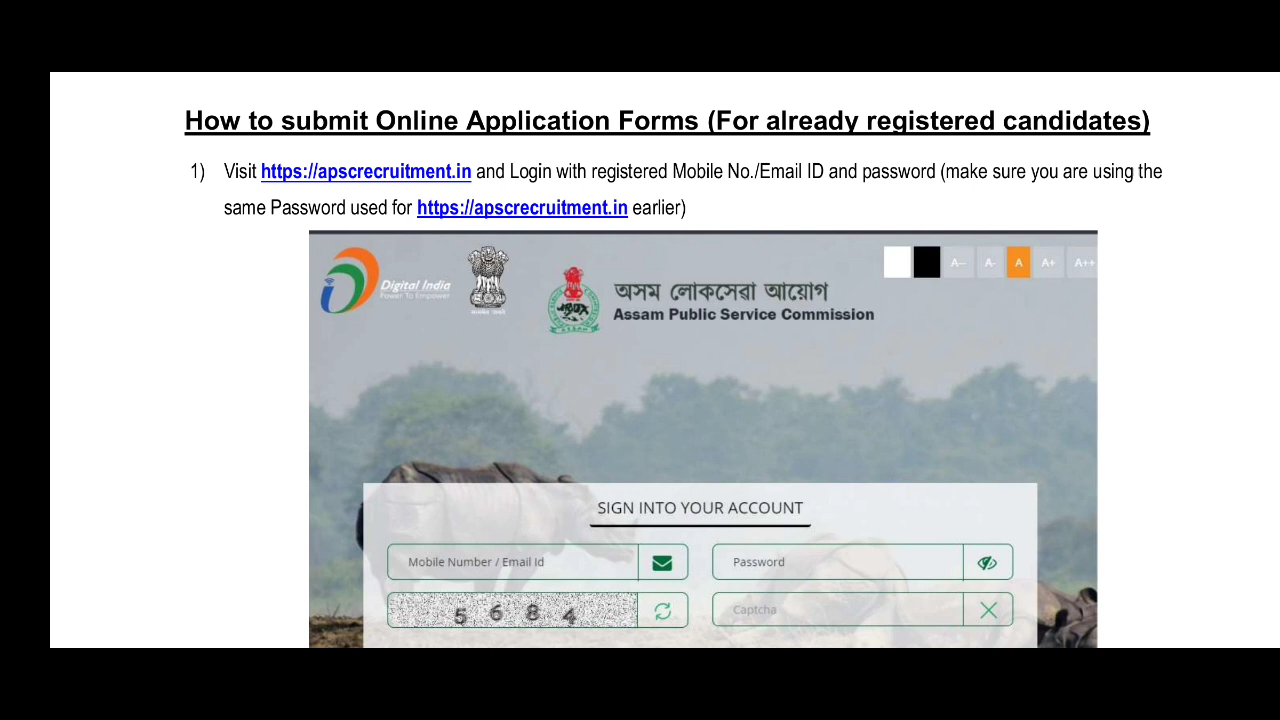 How to submit Online Application Forms (For already registered candidates)
1) Visit https://apscrecruitment.in and Login with registered Mobile No./Email ID and password (make sure you are using the
same Password used for https://apscrecruitment.in earlier)
A-- A- A A+ A++
Digital India
Power To Empower
অসম লোকসেৱা আয়োগ
Assam Public Service Commission
SIGN INTO YOUR ACCOUNT
Mobile Number / Email Id Password
5 6 8 4 Captcha